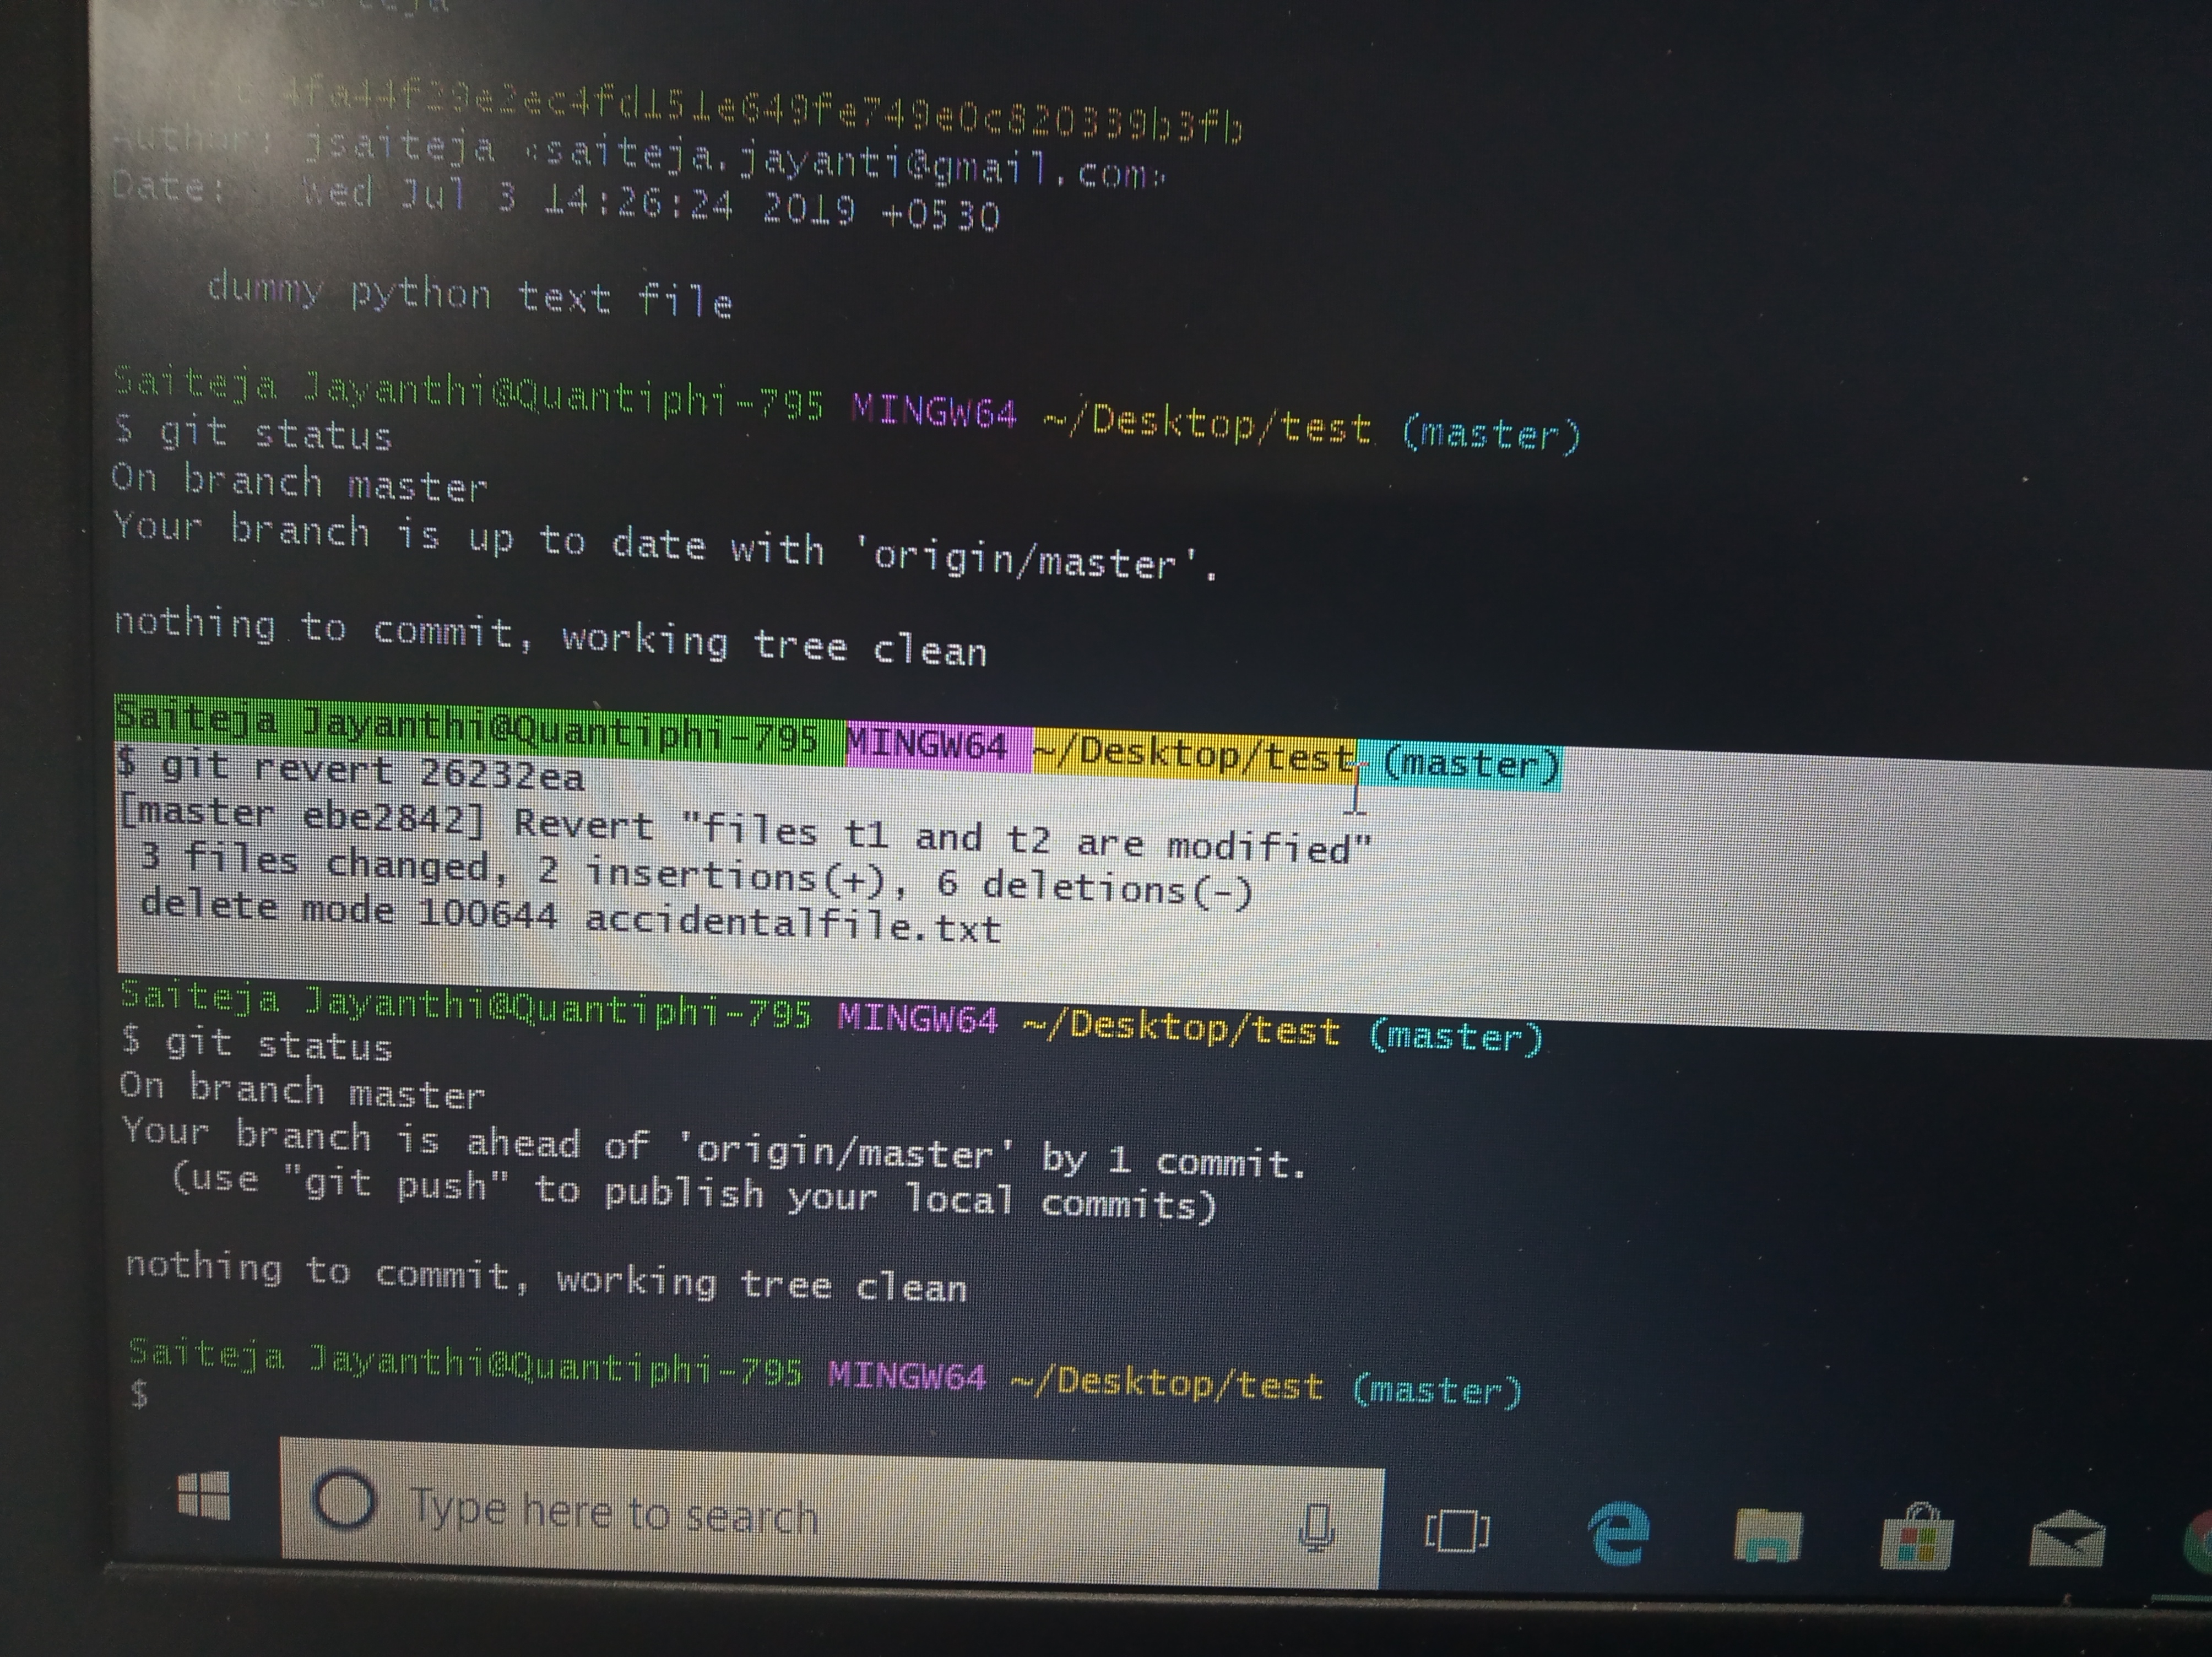 4fa44f29e2ec4fd151e649fe749e0c820339b3fb
Author: jsaiteja <saiteja.jayanti@gmail.com>
Date: Wed Jul 3 14:26:24 2019 +0530
dummy python text file
Saiteja Jayanthi@Quantiphi-795 MINGW64 ~/Desktop/test (master)
$ git status
On branch master
Your branch is up to date with 'origin/master'.
nothing to commit, working tree clean
Saiteja Jayanthi@Quantiphi-795 MINGW64 ~/Desktop/test (master)
$ git revert 26232ea
[master ebe2842] Revert "files t1 and t2 are modified"
3 files changed, 2 insertions(+), 6 deletions(-)
delete mode 100644 accidentalfile.txt
Saiteja Jayanthi@Quantiphi-795 MINGW64 ~/Desktop/test (master)
$ git status
On branch master
Your branch is ahead of 'origin/master' by 1 commit.
(use "git push" to publish your local commits)
nothing to commit, working tree clean
Saiteja Jayanthi@Quantiphi-795 MINGW64 ~/Desktop/test (master)
$
Type here to search